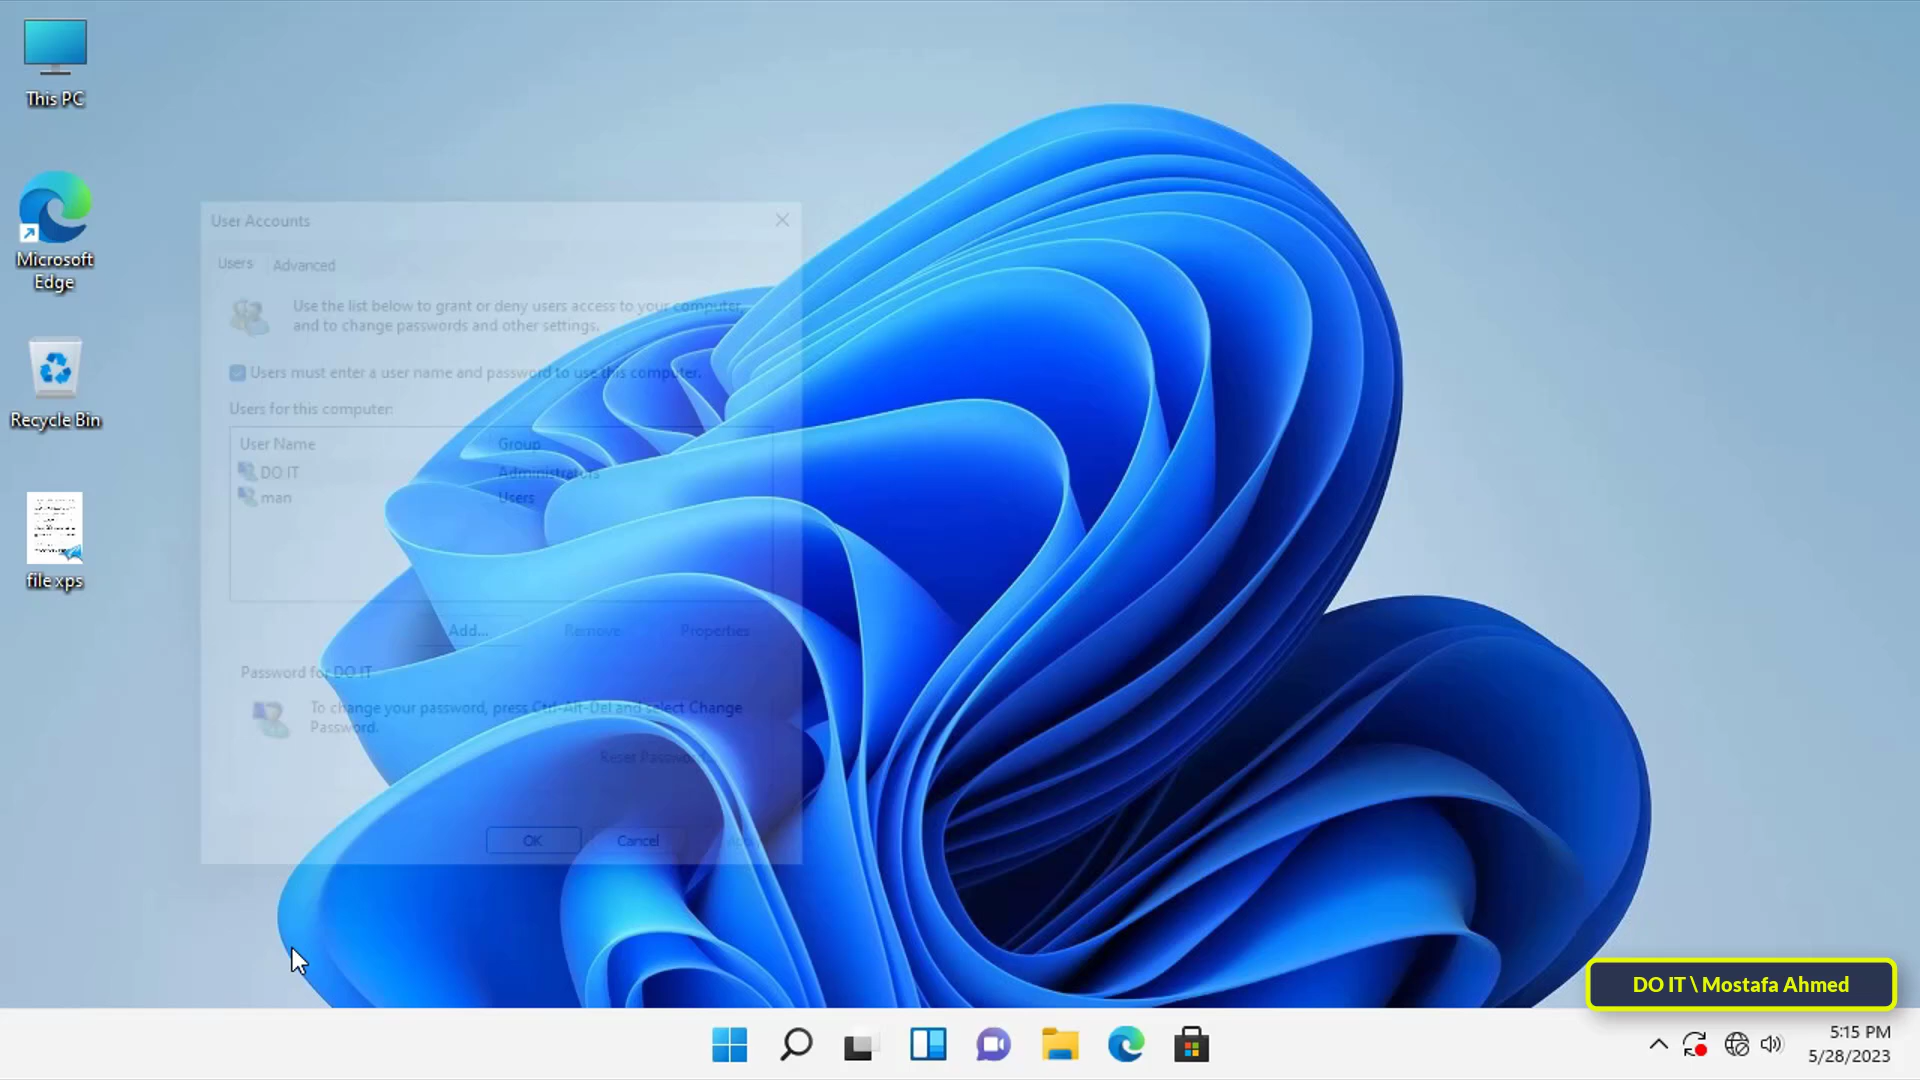 This PC
Microsoft
Edge
Recycle Bin
file.xps
User Accounts
Users
Advanced
Use the list below to grant or deny users access to your computer,
and to change passwords and other settings.
Users must enter a user name and password to use this computer.
Users for this computer:
User Name
Group
DO IT
Administrators
man
Users
Add...
Remove
Properties
Password for DO IT
To change your password, press Ctrl-Alt-Del and select Change
Password.
Reset Password
OK
Cancel
DO IT \ Mostafa Ahmed
5:15 PM
5/28/2023